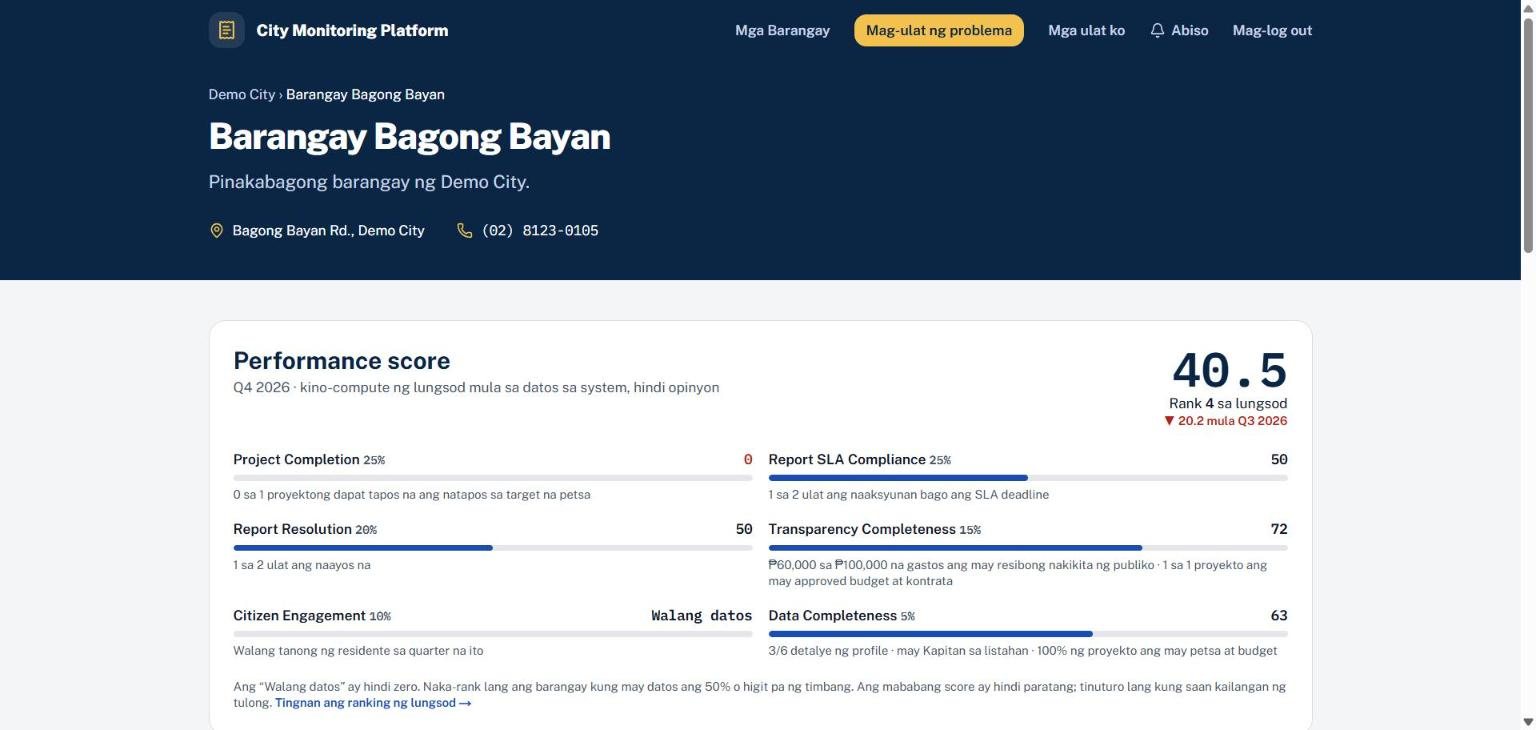 City Monitoring Platform
Mga Barangay
Mag-ulat ng problema
Mga ulat ko
Abiso
Mag-log out
Demo City › Barangay Bagong Bayan
Barangay Bagong Bayan
Pinakabagong barangay ng Demo City.
Bagong Bayan Rd., Demo City
(02) 8123-0105
Performance score
Q4 2026 · kino-compute ng lungsod mula sa datos sa system, hindi opinyon
40.5
Rank 4 sa lungsod
▼ 20.2 mula Q3 2026
Project Completion 25%
0
0 sa 1 proyektong dapat tapos na ang natapos sa target na petsa
Report SLA Compliance 25%
50
1 sa 2 ulat ang naaksyunan bago ang SLA deadline
Report Resolution 20%
50
1 sa 2 ulat ang naayos na
Transparency Completeness 15%
72
₱60,000 sa ₱100,000 na gastos ang may resibong nakikita ng publiko · 1 sa 1 proyekto ang
may approved budget at kontrata
Citizen Engagement 10%
Walang datos
Walang tanong ng residente sa quarter na ito
Data Completeness 5%
63
3/6 detalye ng profile · may Kapitan sa listahan · 100% ng proyekto ang may petsa at budget
Ang “Walang datos” ay hindi zero. Naka-rank lang ang barangay kung may datos ang 50% o higit pa ng timbang. Ang mababang score ay hindi paratang; tinuturo lang kung saan kailangan ng
tulong. Tingnan ang ranking ng lungsod →